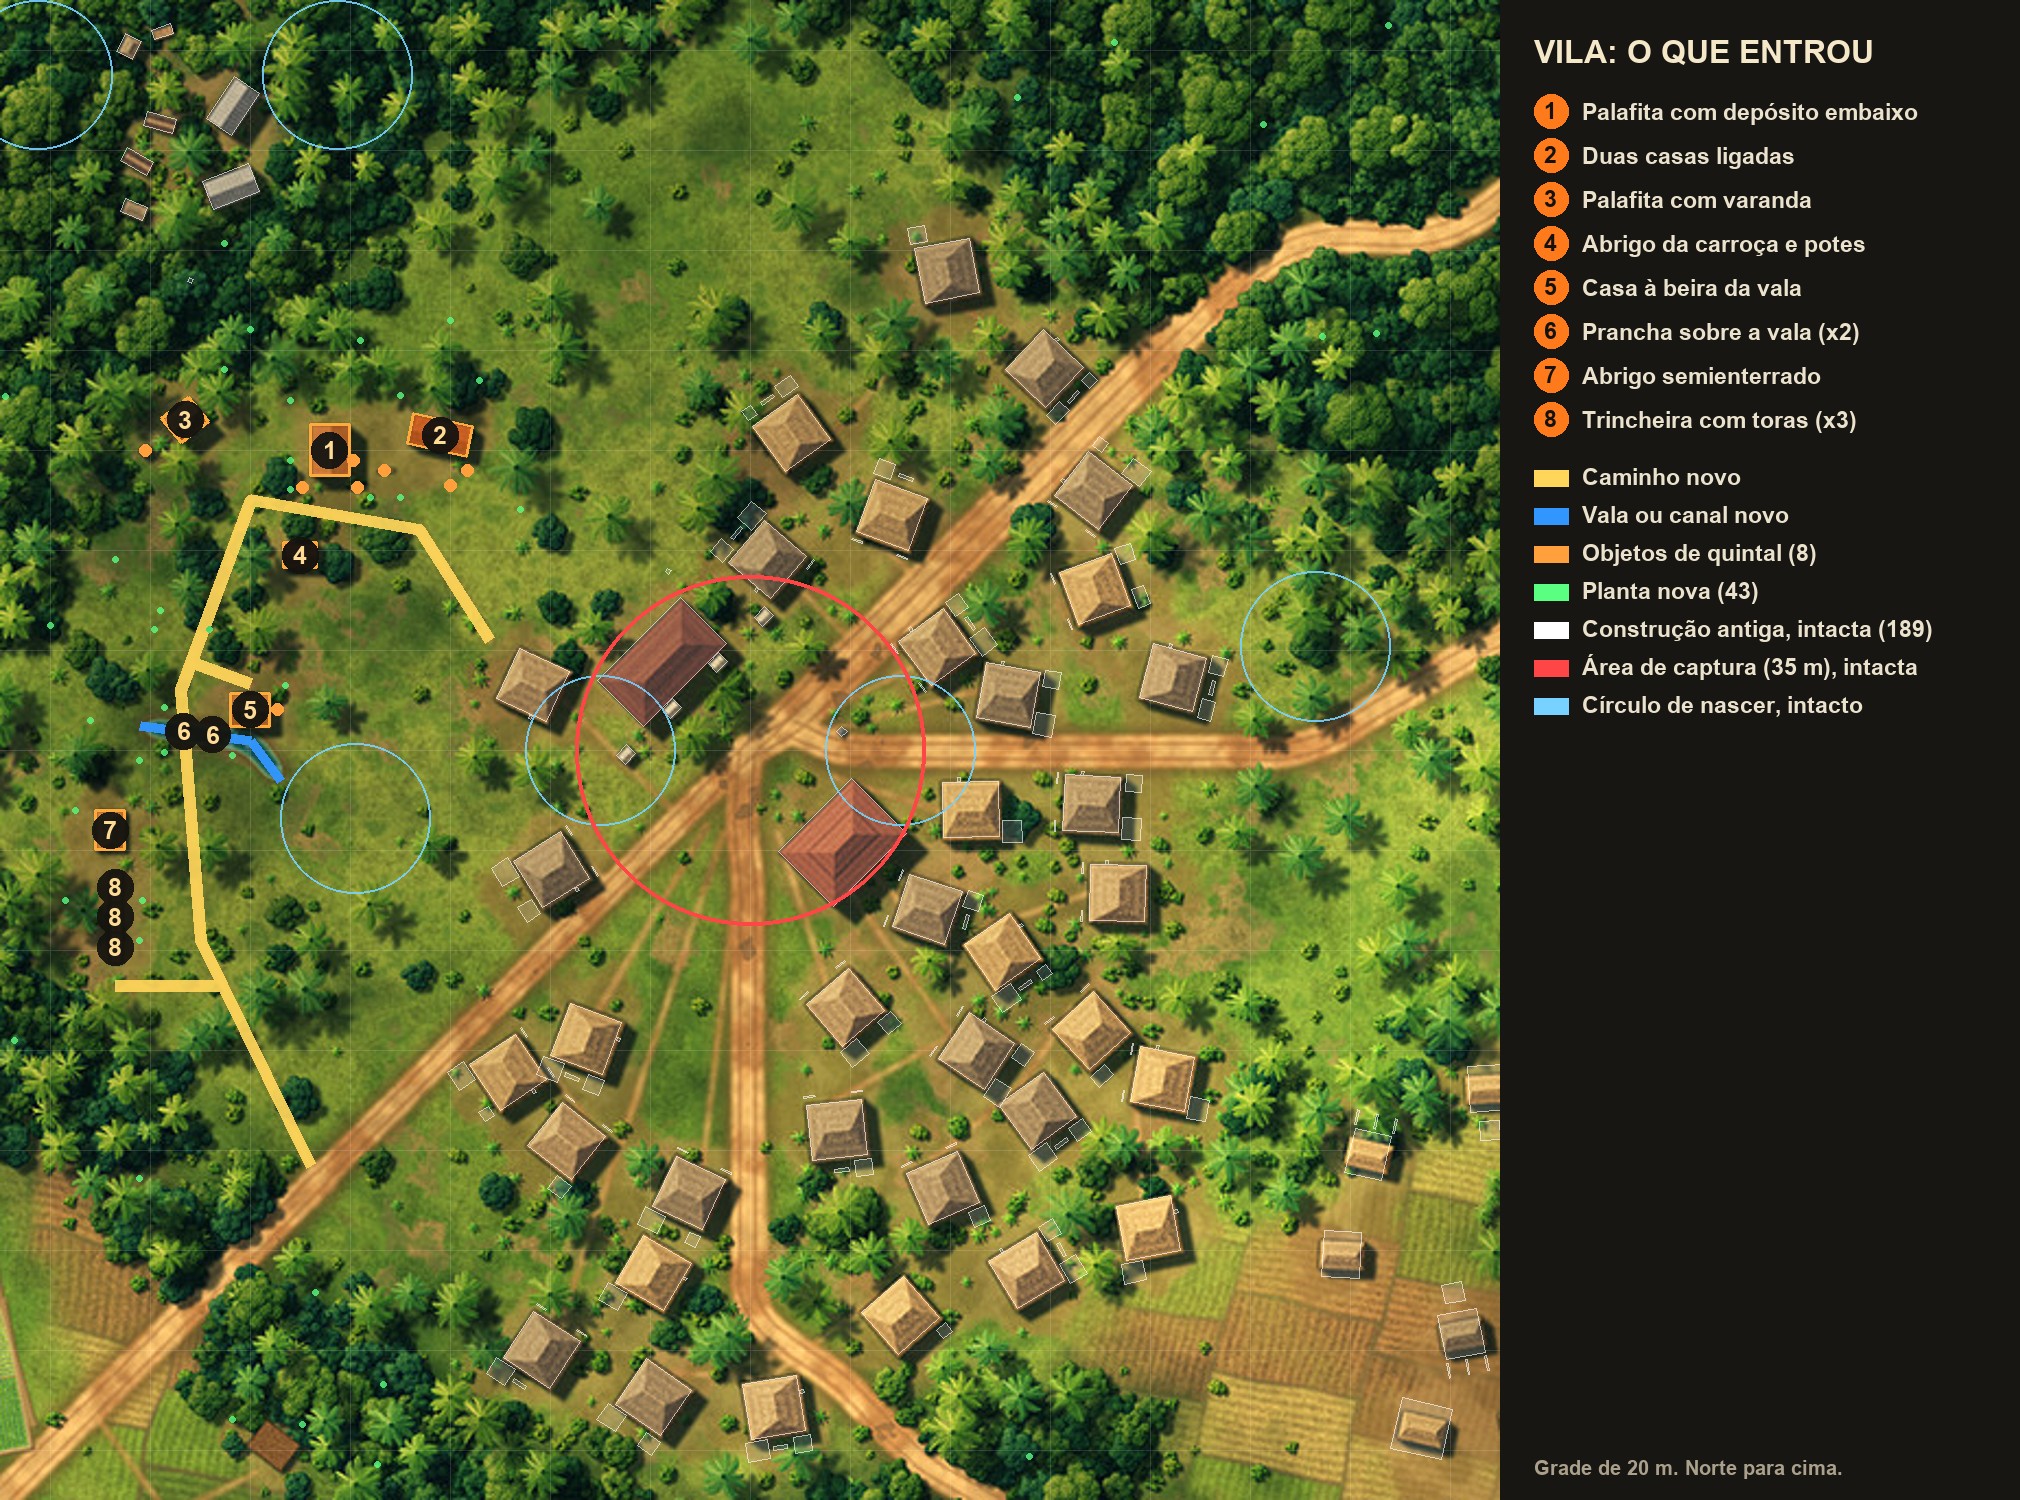 VILA: O QUE ENTROU
1 Palafita com depósito embaixo
2 Duas casas ligadas
3 Palafita com varanda
4 Abrigo da carroça e potes
5 Casa à beira da vala
6 Prancha sobre a vala (x2)
7 Abrigo semienterrado
8 Trincheira com toras (x3)
Caminho novo
Vala ou canal novo
Objetos de quintal (8)
Planta nova (43)
Construção antiga, intacta (189)
Área de captura (35 m), intacta
Círculo de nascer, intacto
3
1
2
4
5
6 6
7
8
8
8
Grade de 20 m. Norte para cima.